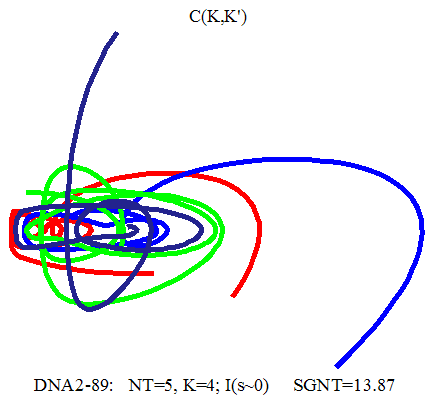 C(K,K')
DNA2-89: NT=5, K=4; I(s~0) SGNT=13.87